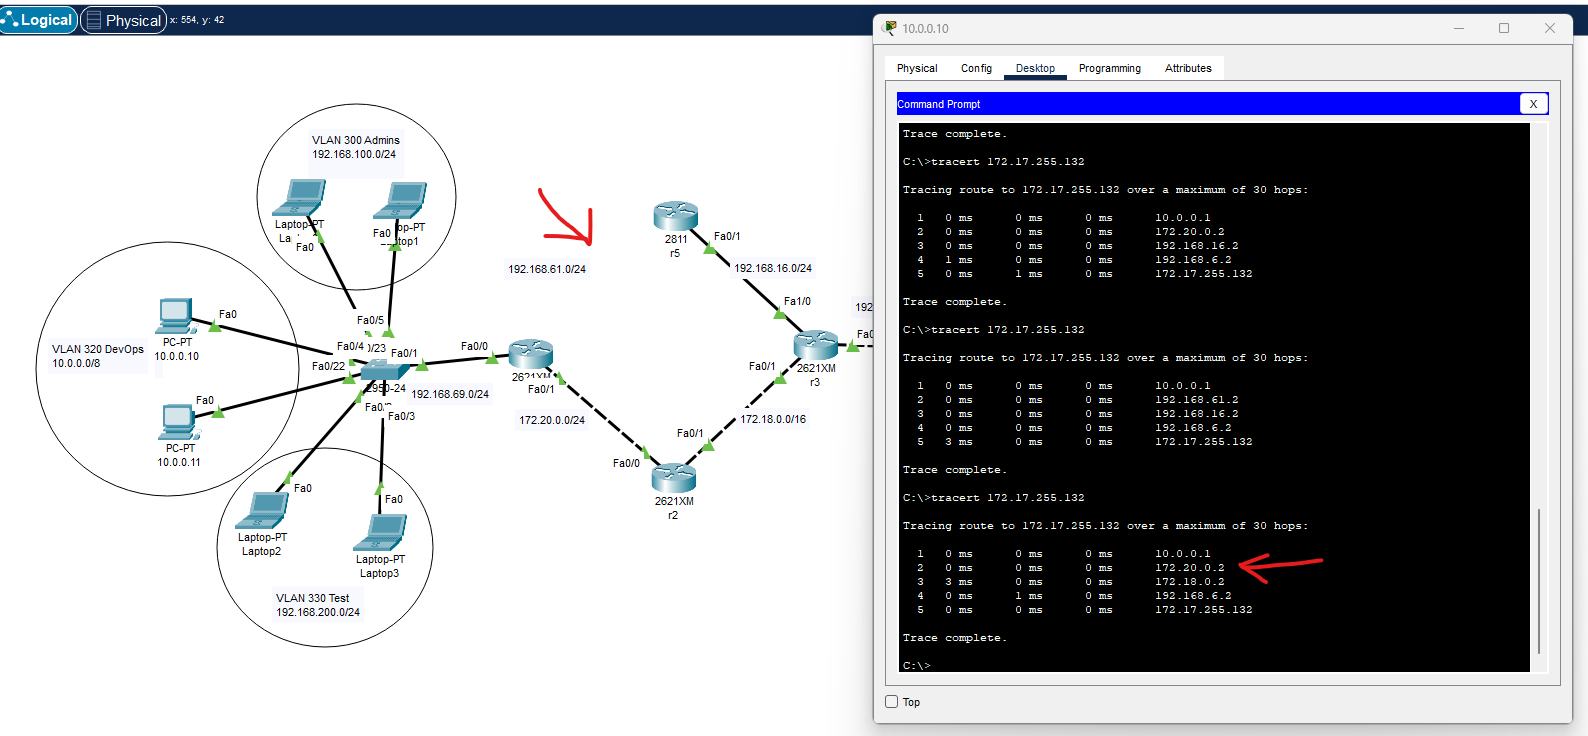 Logical
Physical
x: 554, y: 42
VLAN 300 Admins
192.168.100.0/24
Laptop-PT
Fa0
Fa0
op-PT
top1
VLAN 320 DevOps
10.0.0.0/8
Fa0
PC-PT
10.0.0.10
Fa0
PC-PT
10.0.0.11
Fa0/5
Fa0/4
)/23
Fa0/1
Fa0/22
2950-24
Fa0/3
Fa0/0
192.168.69.0/24
2621XM
Fa0/1
192.168.61.0/24
172.20.0.0/24
2811
r5
Fa0/1
192.168.16.0/24
Fa1/0
192
2621XM
r3
Fa0/1
172.18.0.0/16
Fa0/1
Fa0/0
2621XM
r2
Fa0
Laptop-PT
Laptop2
Fa0
Laptop-PT
Laptop3
VLAN 330 Test
192.168.200.0/24
10.0.0.10
Physical
Config
Desktop
Programming
Attributes
Command Prompt
X
Trace complete.
C:\>tracert 172.17.255.132
Tracing route to 172.17.255.132 over a maximum of 30 hops:
1 0 ms 0 ms 0 ms 10.0.0.1
2 0 ms 0 ms 0 ms 172.20.0.2
3 0 ms 0 ms 0 ms 192.168.16.2
4 1 ms 0 ms 0 ms 192.168.6.2
5 0 ms 1 ms 0 ms 172.17.255.132
Trace complete.
C:\>tracert 172.17.255.132
Tracing route to 172.17.255.132 over a maximum of 30 hops:
1 0 ms 0 ms 0 ms 10.0.0.1
2 0 ms 0 ms 0 ms 192.168.61.2
3 0 ms 0 ms 0 ms 192.168.16.2
4 0 ms 0 ms 0 ms 192.168.6.2
5 3 ms 0 ms 0 ms 172.17.255.132
Trace complete.
C:\>tracert 172.17.255.132
Tracing route to 172.17.255.132 over a maximum of 30 hops:
1 0 ms 0 ms 0 ms 10.0.0.1
2 0 ms 0 ms 0 ms 172.20.0.2
3 3 ms 0 ms 0 ms 172.18.0.2
4 0 ms 1 ms 0 ms 192.168.6.2
5 0 ms 0 ms 0 ms 172.17.255.132
Trace complete.
C:\>
Top